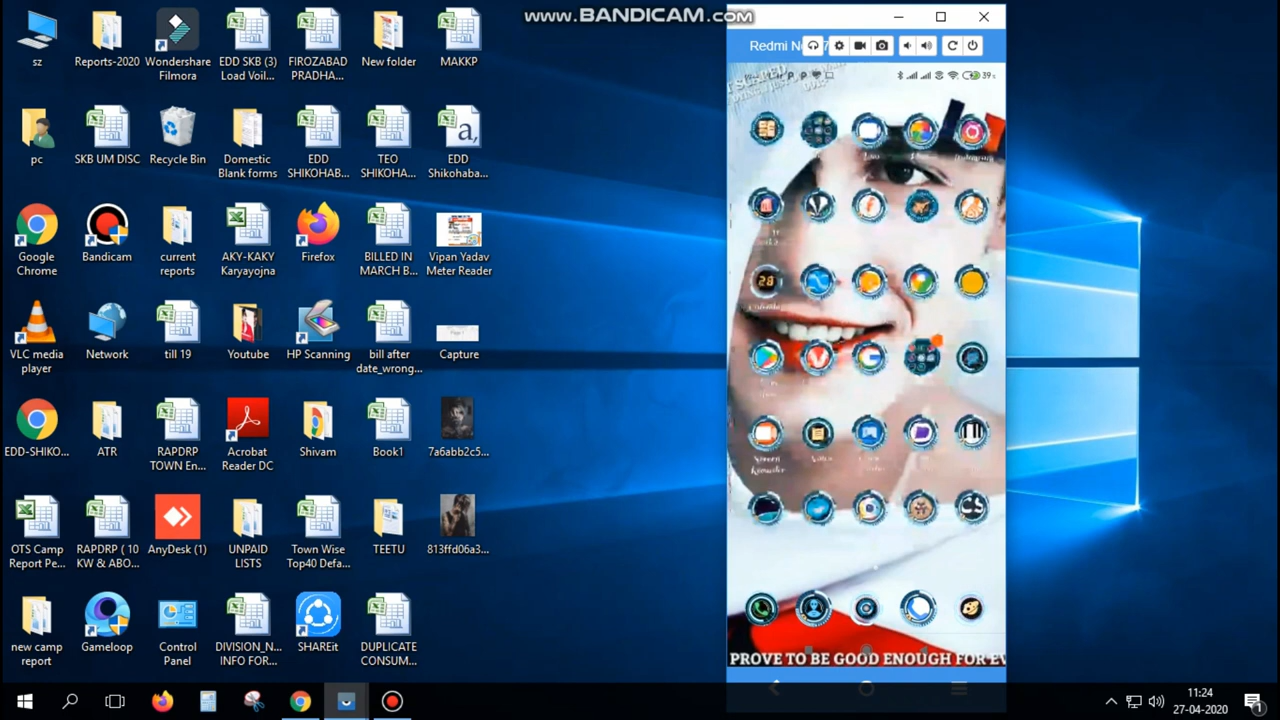 www.BANDICAM.com
sz
Reports-2020
Wondershare
Filmora
EDD SKB (3)
Load Voil...
FIROZABAD
PRADHA...
New folder
MAKKP
pc
SKB UM DISC
Recycle Bin
Domestic
Blank forms
EDD
SHIKOHAB...
TEO
SHIKOHA...
EDD
Shikohaba...
Google
Chrome
Bandicam
current
reports
AKY-KAKY
Karyayojna
Firefox
BILLED IN
MARCH B...
Vipan Yadav
Meter Reader
VLC media
player
Network
till 19
Youtube
HP Scanning
bill after
date_wrong...
Capture
EDD-SHIKO...
ATR
RAPDRP
TOWN En...
Acrobat
Reader DC
Shivam
Book1
7a6abb2c5...
OTS Camp
Report Pe...
RAPDRP ( 10
KW & ABO...
AnyDesk (1)
UNPAID
LISTS
Town Wise
Top40 Defa...
TEETU
813ffd06a3...
new camp
report
Gameloop
Control
Panel
DIVISION_N...
INFO FOR...
SHAREit
DUPLICATE
CONSUM...
Redmi N
39
28
Screen
Recorder
PROVE TO BE GOOD ENOUGH FOR EV
11:24
27-04-2020
1